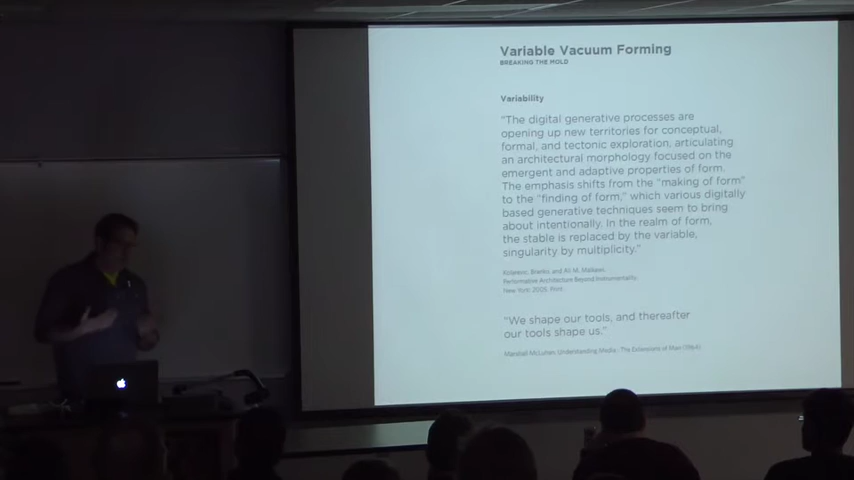 Variable Vacuum Forming
BREAKING THE MOLD
Variability
"The digital generative processes are
opening up new territories for conceptual,
formal, and tectonic exploration, articulating
an architectural morphology focused on the
emergent and adaptive properties of form.
The emphasis shifts from the "making of form"
to the "finding of form," which various digitally
based generative techniques seem to bring
about intentionally. In the realm of form,
the stable is replaced by the variable,
singularity by multiplicity."
Kolarevic, Branko, and Ali M. Malkawi.
Performative Architecture Beyond Instrumentality.
New York: 2005. Print.
"We shape our tools, and thereafter
our tools shape us."
Marshall McLuhan, Understanding Media: The Extensions of Man (1964)